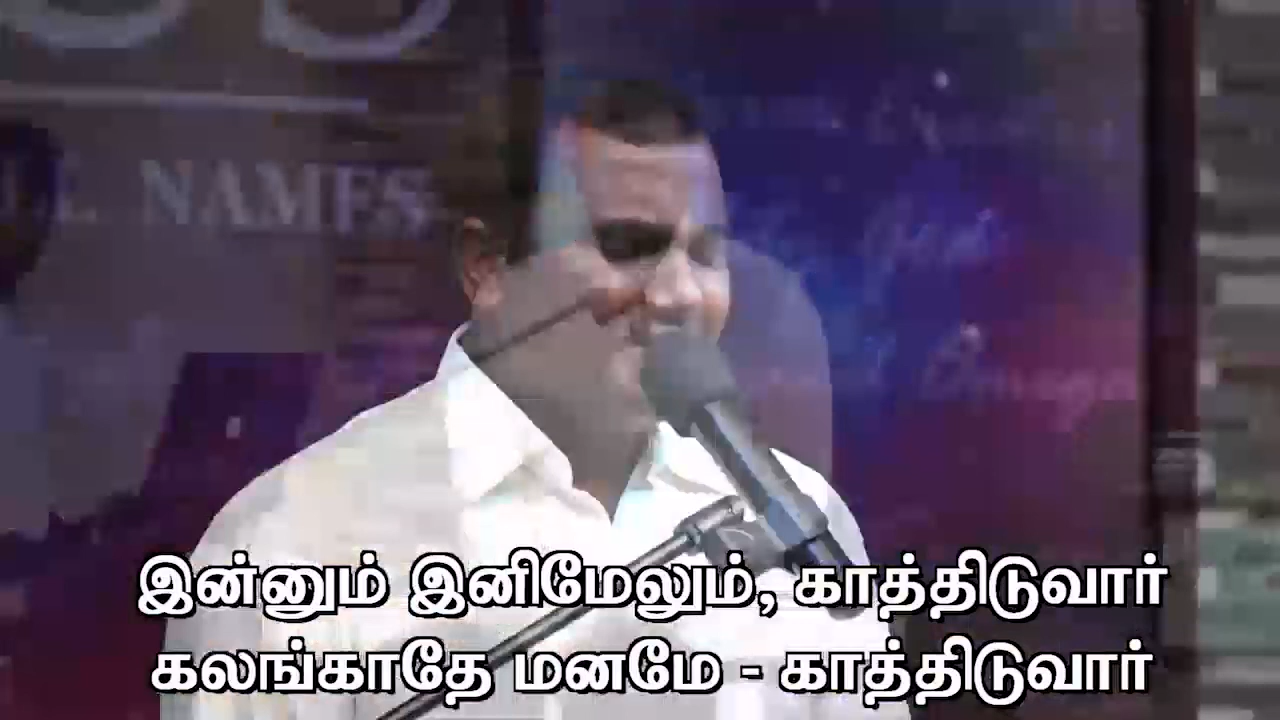 NAMES
இன்னும் இனிமேலும், காத்திடுவார்
கலங்காதே மனமே - காத்திடுவார்